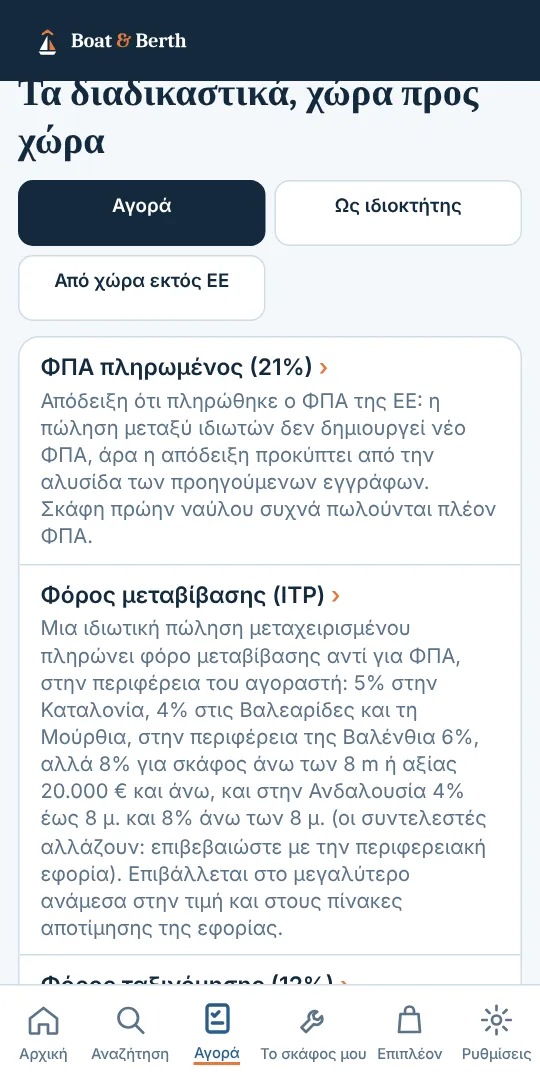 Boat & Berth
Τα διαδικαστικά, χώρα προς
χώρα
Αγορά
Ως ιδιοκτήτης
Από χώρα εκτός ΕΕ
ΦΠΑ πληρωμένος (21%) ›
Απόδειξη ότι πληρώθηκε ο ΦΠΑ της ΕΕ: η
πώληση μεταξύ ιδιωτών δεν δημιουργεί νέο
ΦΠΑ, άρα η απόδειξη προκύπτει από την
αλυσίδα των προηγούμενων εγγράφων.
Σκάφη πρώην ναύλου συχνά πωλούνται πλέον
ΦΠΑ.
Φόρος μεταβίβασης (ITP) ›
Μια ιδιωτική πώληση μεταχειρισμένου
πληρώνει φόρο μεταβίβασης αντί για ΦΠΑ,
στην περιφέρεια του αγοραστή: 5% στην
Καταλονία, 4% στις Βαλεαρίδες και τη
Μούρθια, στην περιφέρεια της Βαλένθια 6%,
αλλά 8% για σκάφος άνω των 8 m ή αξίας
20.000 € και άνω, και στην Ανδαλουσία 4%
έως 8 μ. και 8% άνω των 8 μ. (οι συντελεστές
αλλάζουν: επιβεβαιώστε με την περιφερειακή
εφορία). Επιβάλλεται στο μεγαλύτερο
ανάμεσα στην τιμή και στους πίνακες
αποτίμησης της εφορίας.
Φόρος ταξινόμησης (12%) ›
Αρχική
Αναζήτηση
Αγορά
Το σκάφος μου
Επιπλέον
Ρυθμίσεις